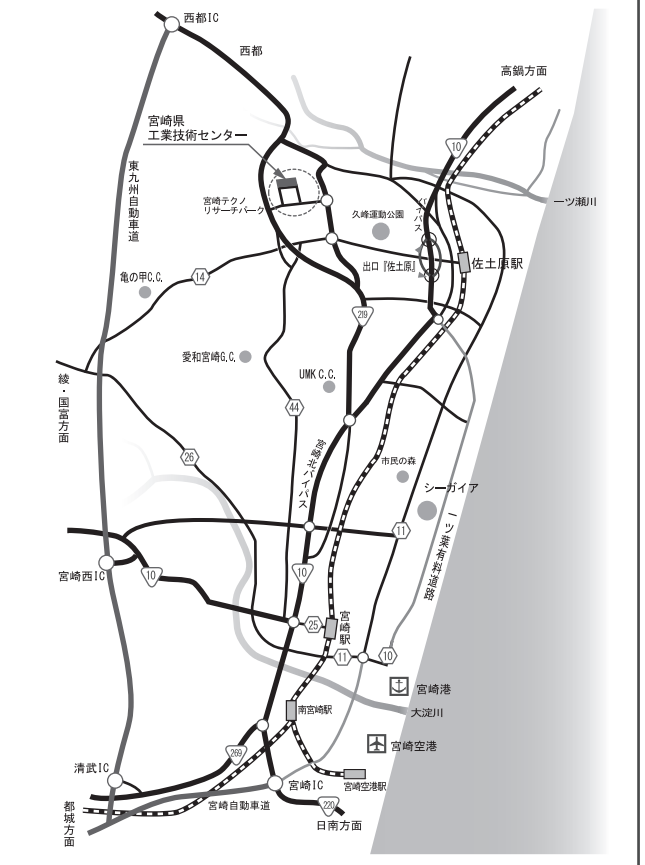 西都IC
西都
高鍋方面
宮崎県
工業技術センター
10
東九州自動車道
宮崎テクノ
リサーチパーク
久峰運動公園
バイパス
一ツ瀬川
出口『佐土原』
佐土原駅
14
亀の甲C.C.
219
愛和宮崎G.C.
UMK C.C.
綾・国富方面
44
宮崎北バイパス
26
市民の森
シーガイア
一ツ葉有料道路
11
宮崎西IC
10
10
25
宮崎駅
11
10
宮崎港
南宮崎駅
大淀川
269
宮崎空港
清武IC
宮崎IC
宮崎空港駅
都城方面
宮崎自動車道
220
日南方面